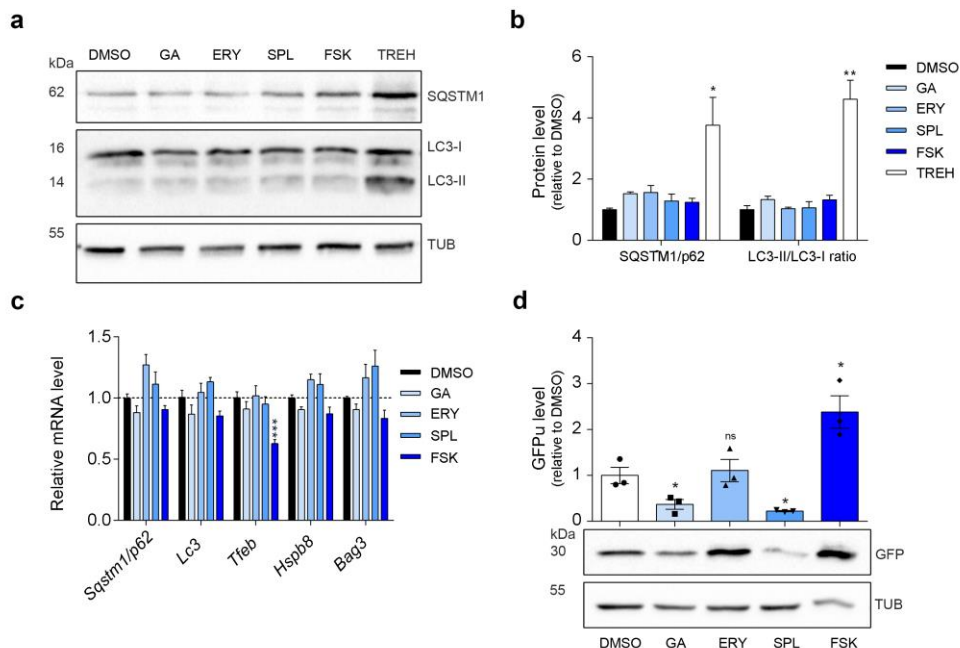 a
DMSO GA ERY SPL FSK TREH
kDa
62
SQSTM1
16
LC3-I
14
LC3-II
55
TUB
b
Protein level
(relative to DMSO)
6
4
2
0
*
**
SQSTM1/p62
LC3-II/LC3-I ratio
DMSO
GA
ERY
SPL
FSK
TREH
c
Relative mRNA level
1.5
1.0
0.5
0.0
***
Sqstm1/p62
Lc3
Tfeb
Hspb8
Bag3
DMSO
GA
ERY
SPL
FSK
d
GFPu level
(relative to DMSO)
4
3
2
1
0
*
ns
*
*
kDa
30
GFP
55
TUB
DMSO GA ERY SPL FSK